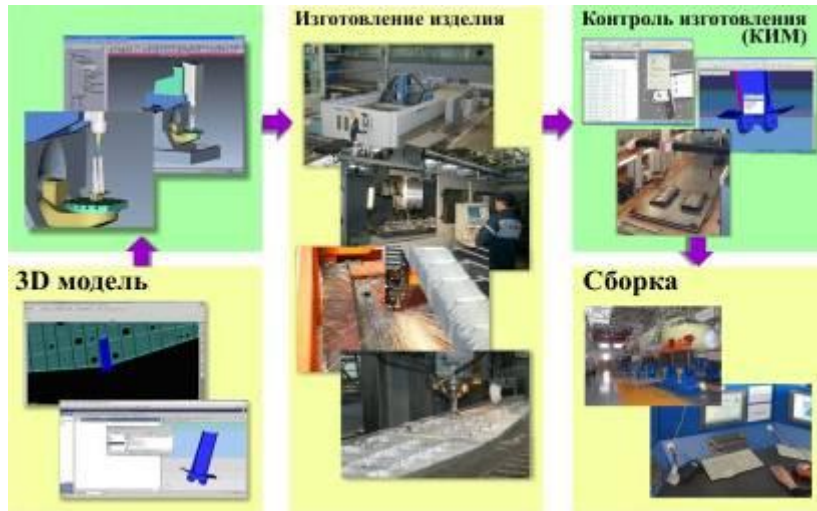 Изготовление изделия
Контроль изготовления
(КИМ)
3D модель
Сборка